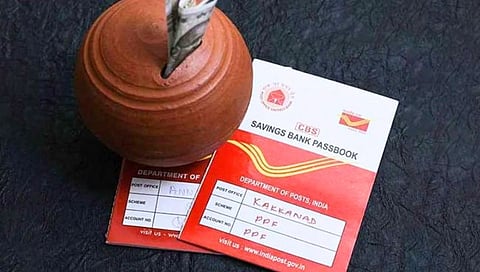 CBS
SAVINGS BANK PASSBOOK
DEPARTMENT OF POSTS, INDIA
POST OFFICE KAKKANAD
SCHEME PPF
ACCOUNT NO PPF
visit us - www.indiapost.gov.in
DEPARTMENT OF
POST OFFICE ANN
SCHEME
ACCOUNT NO
visit us - w